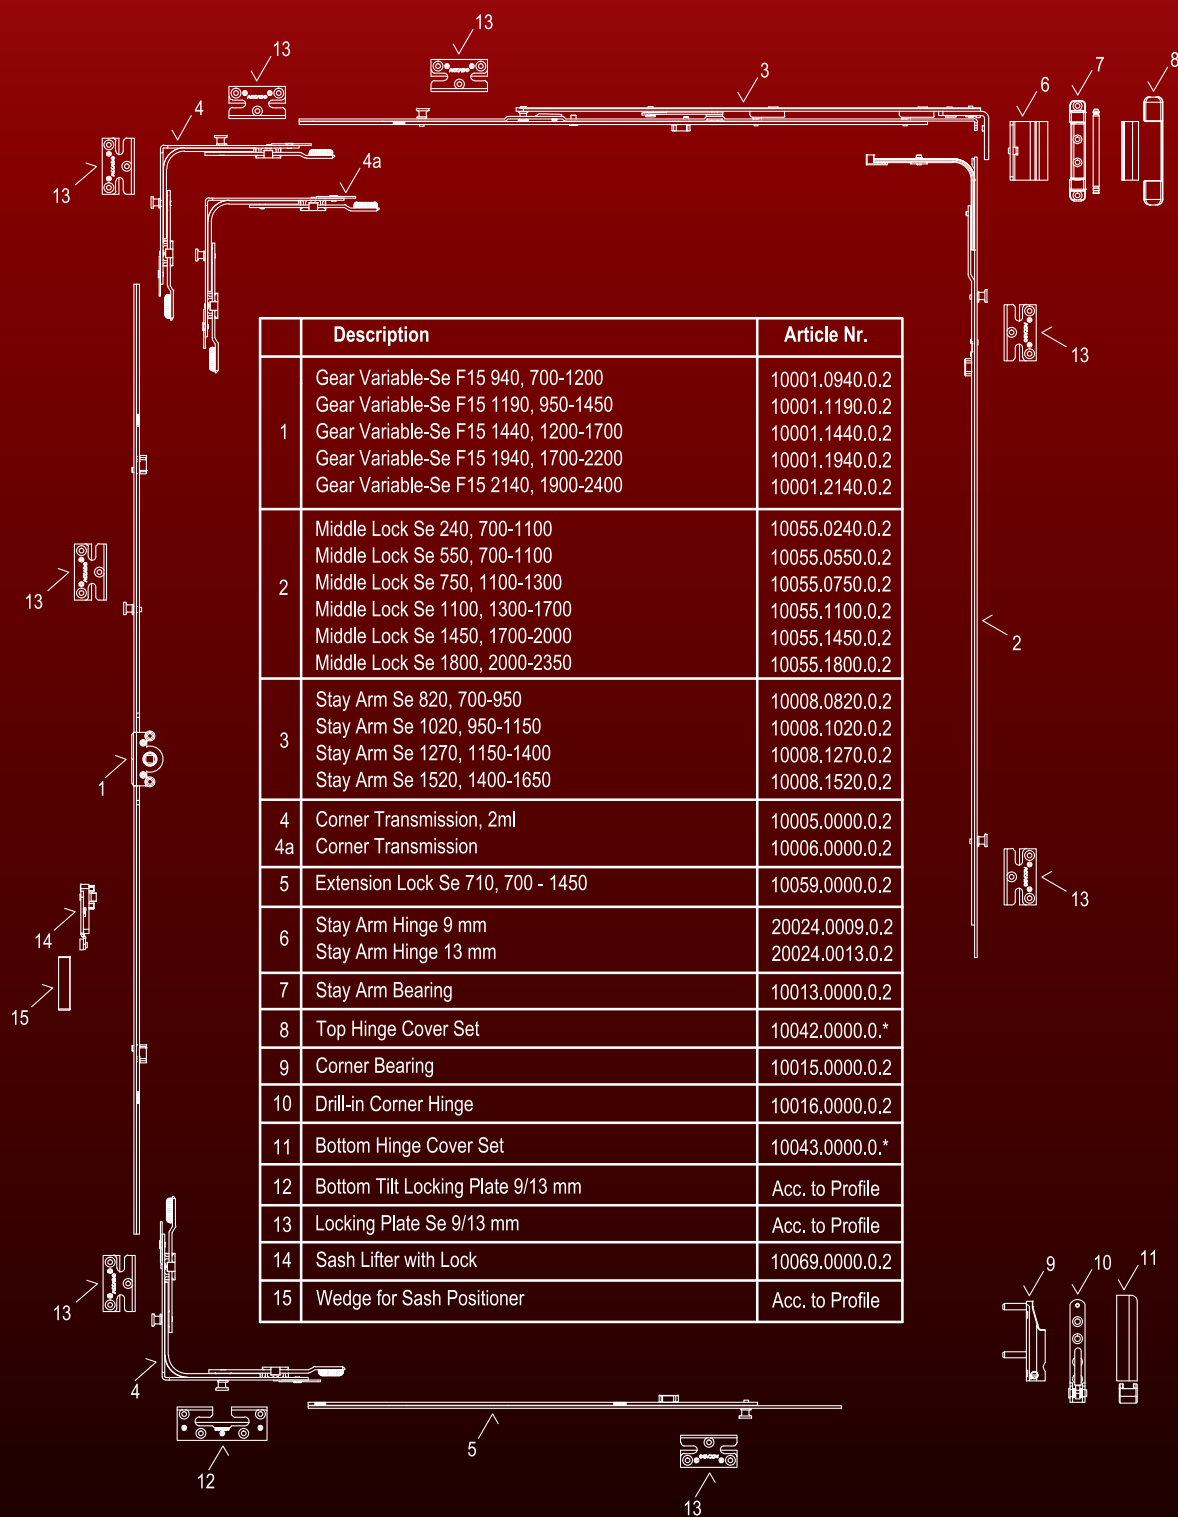 13
13
3
7
8
6
4
4a
13
Description Article Nr.
1
Gear Variable-Se F15 940, 700-1200 10001.0940.0.2
Gear Variable-Se F15 1190, 950-1450 10001.1190.0.2
Gear Variable-Se F15 1440, 1200-1700 10001.1440.0.2
Gear Variable-Se F15 1940, 1700-2200 10001.1940.0.2
Gear Variable-Se F15 2140, 1900-2400 10001.2140.0.2
2
Middle Lock Se 240, 700-1100 10055.0240.0.2
Middle Lock Se 550, 700-1100 10055.0550.0.2
Middle Lock Se 750, 1100-1300 10055.0750.0.2
Middle Lock Se 1100, 1300-1700 10055.1100.0.2
Middle Lock Se 1450, 1700-2000 10055.1450.0.2
Middle Lock Se 1800, 2000-2350 10055.1800.0.2
3
Stay Arm Se 820, 700-950 10008.0820.0.2
Stay Arm Se 1020, 950-1150 10008.1020.0.2
Stay Arm Se 1270, 1150-1400 10008.1270.0.2
Stay Arm Se 1520, 1400-1650 10008.1520.0.2
4 Corner Transmission, 2ml 10005.0000.0.2
4a Corner Transmission 10006.0000.0.2
5 Extension Lock Se 710, 700 - 1450 10059.0000.0.2
6
Stay Arm Hinge 9 mm 20024.0009.0.2
Stay Arm Hinge 13 mm 20024.0013.0.2
7 Stay Arm Bearing 10013.0000.0.2
8 Top Hinge Cover Set 10042.0000.0.*
9 Corner Bearing 10015.0000.0.2
10 Drill-in Corner Hinge 10016.0000.0.2
11 Bottom Hinge Cover Set 10043.0000.0.*
12 Bottom Tilt Locking Plate 9/13 mm Acc. to Profile
13 Locking Plate Se 9/13 mm Acc. to Profile
14 Sash Lifter with Lock 10069.0000.0.2
15 Wedge for Sash Positioner Acc. to Profile
13
13
2
1
13
14
15
9
10
11
13
4
5
12
13